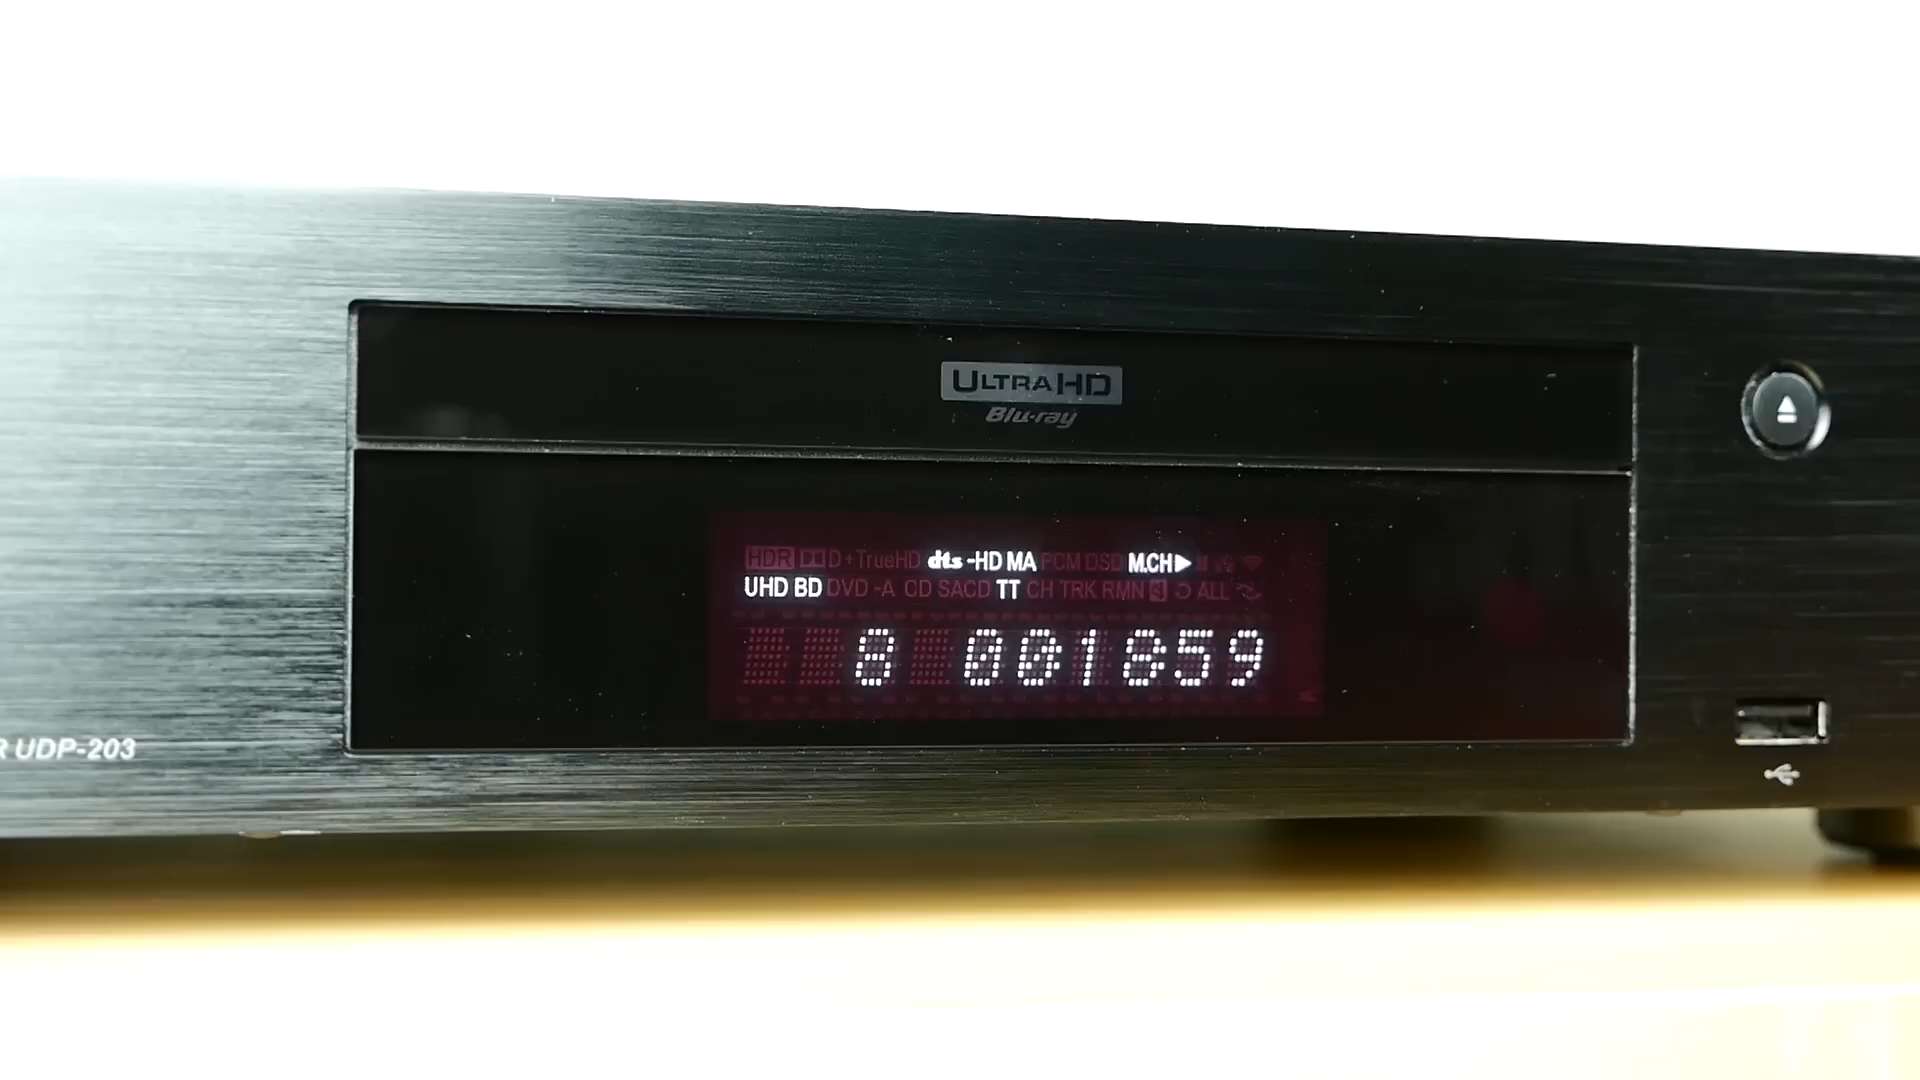 ULTRA HD
Blu-ray
HDR D+TrueHD dts-HD MA PCM DSD M.CH
UHD BD DVD -A CD SACD TT CH TRK RMN ALL
8 001859
R UDP-203